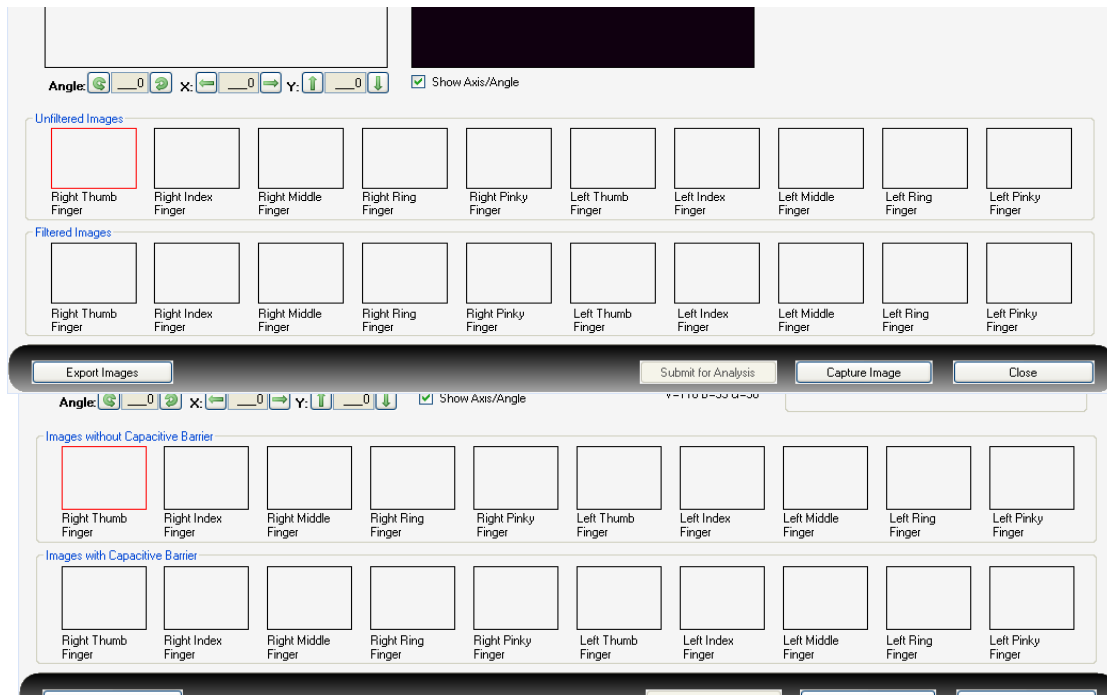 Angle: ___0 X: ___0 Y: ___0 Show Axis/Angle
Unfiltered Images
Right Thumb Finger
Right Index Finger
Right Middle Finger
Right Ring Finger
Right Pinky Finger
Left Thumb Finger
Left Index Finger
Left Middle Finger
Left Ring Finger
Left Pinky Finger
Filtered Images
Right Thumb Finger
Right Index Finger
Right Middle Finger
Right Ring Finger
Right Pinky Finger
Left Thumb Finger
Left Index Finger
Left Middle Finger
Left Ring Finger
Left Pinky Finger
Export Images Submit for Analysis Capture Image Close
Angle: ___0 X: ___0 Y: ___0 Show Axis/Angle
Images without Capacitive Barrier
Right Thumb Finger
Right Index Finger
Right Middle Finger
Right Ring Finger
Right Pinky Finger
Left Thumb Finger
Left Index Finger
Left Middle Finger
Left Ring Finger
Left Pinky Finger
Images with Capacitive Barrier
Right Thumb Finger
Right Index Finger
Right Middle Finger
Right Ring Finger
Right Pinky Finger
Left Thumb Finger
Left Index Finger
Left Middle Finger
Left Ring Finger
Left Pinky Finger